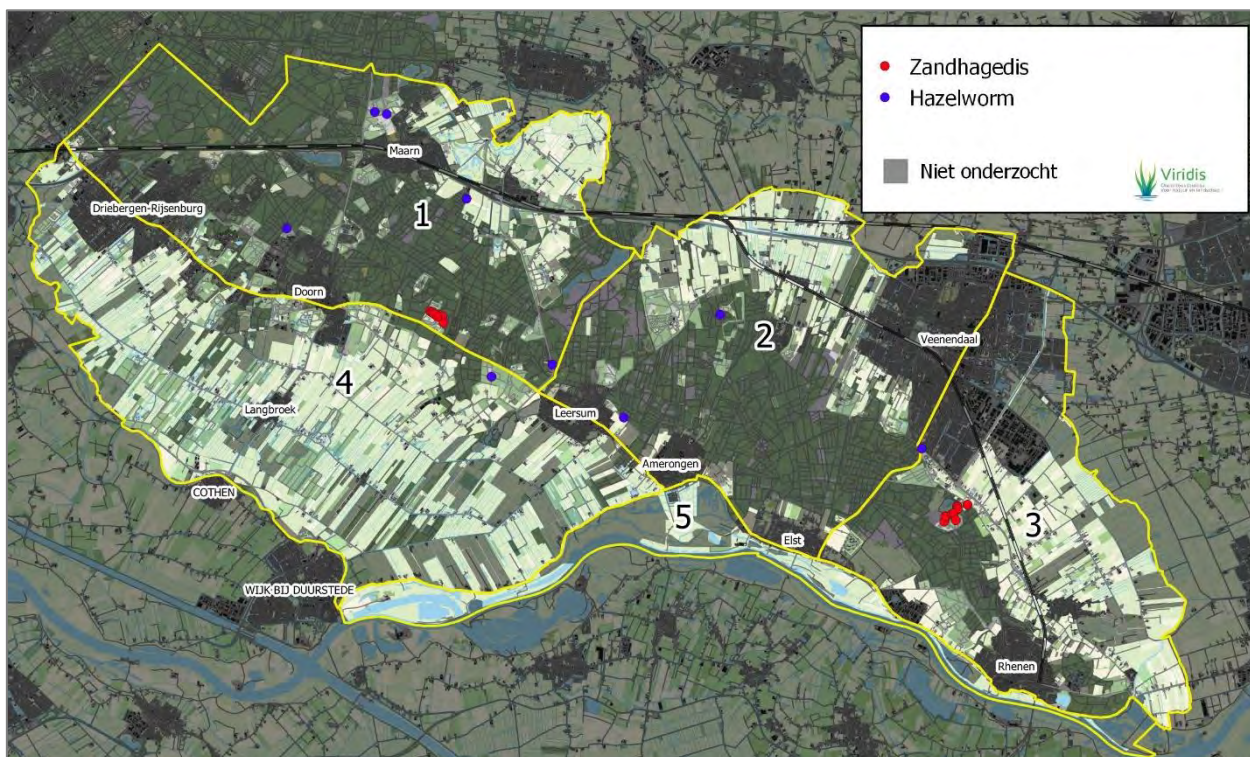 Zandhagedis
Hazelworm
Niet onderzocht
Viridis
Maarn
1
Driebergen-Rijsenburg
Doorn
2
Veenendaal
4
Langbroek
Leersum
Amerongen
COTHEN
5
Elst
3
WIJK BIJ DUURSTEDE
Rhenen